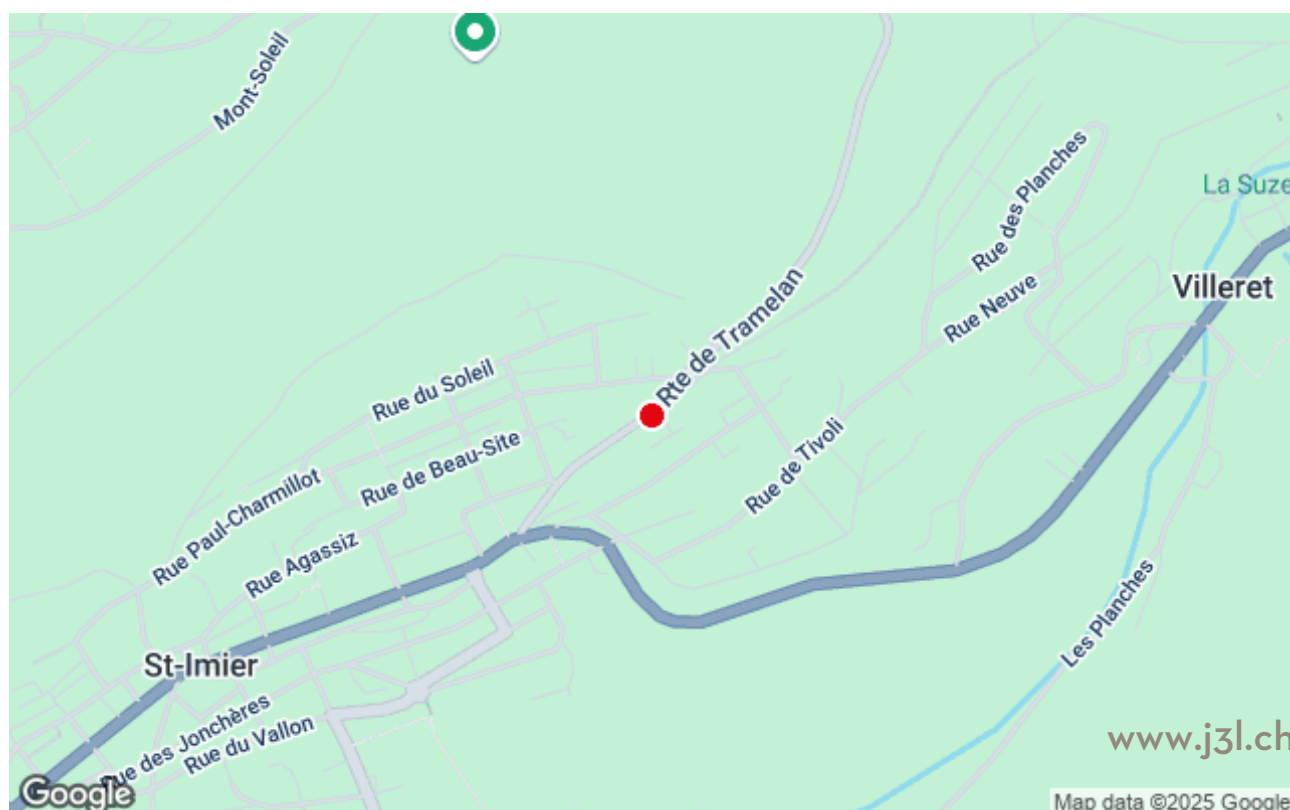 Mont-Soleil
Rue des Planches
La Suze
Villeret
Rue Neuve
Rte de Tramelan
Rue du Soleil
Rue de Beau-Site
Rue de Tivoli
Rue Paul-Charmillot
Rue Agassiz
Les Planches
St-Imier
Rue des Jonchères
Rue du Vallon
www.j3l.ch
Google
Map data ©2025 Google